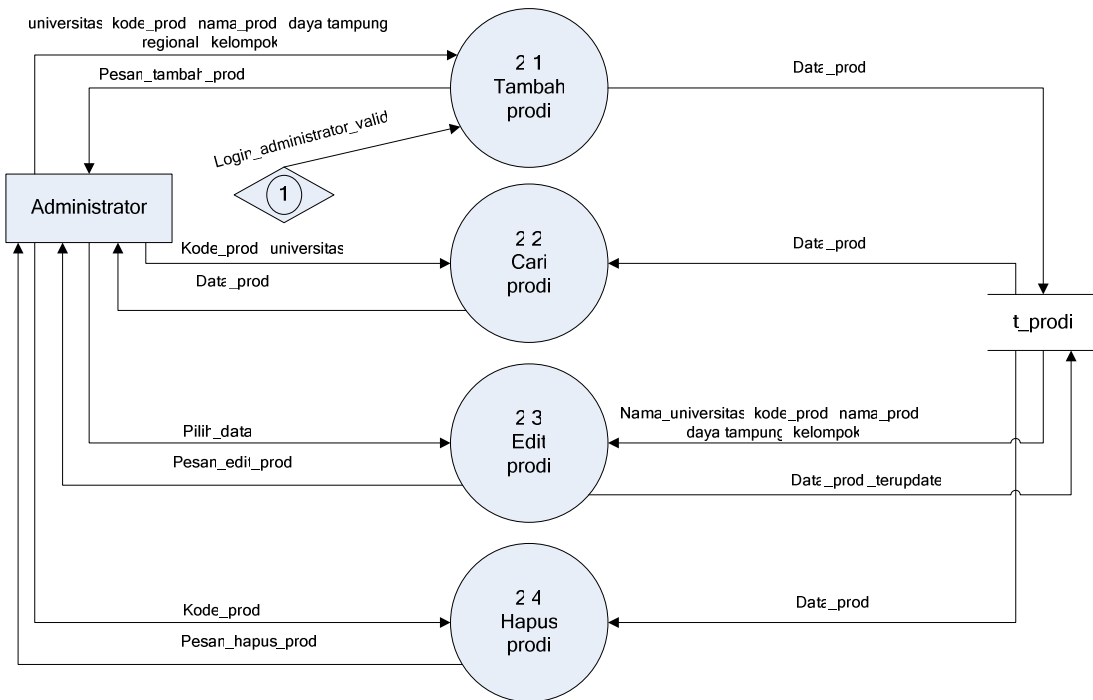 universitas kode_prod nama_prod daya tampung
regional kelompok
Pesan_tambah_prod
2 1
Tambah
prodi
Data_prod
Login_administrator_valid
1
Administrator
2 2
Cari
prodi
Kode_prod universitas
Data_prod
Data_prod
t_prodi
2 3
Edit
prodi
Pilih_data
Pesan_edit_prod
Nama_universitas kode_prod nama_prod
daya tampung kelompok
Data_prod_terupdate
2 4
Hapus
prodi
Kode_prod
Pesan_hapus_prod
Data_prod